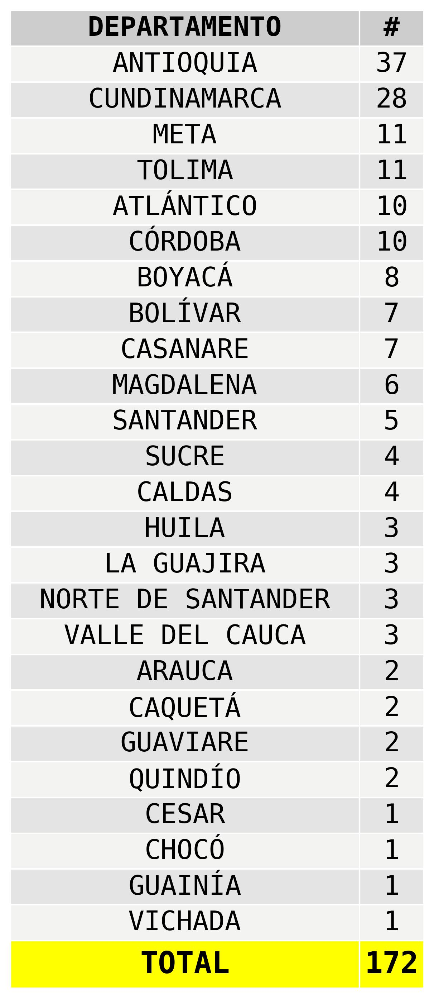 DEPARTAMENTO #
ANTIOQUIA 37
CUNDINAMARCA 28
META 11
TOLIMA 11
ATLÁNTICO 10
CÓRDOBA 10
BOYACÁ 8
BOLÍVAR 7
CASANARE 7
MAGDALENA 6
SANTANDER 5
SUCRE 4
CALDAS 4
HUILA 3
LA GUAJIRA 3
NORTE DE SANTANDER 3
VALLE DEL CAUCA 3
ARAUCA 2
CAQUETÁ 2
GUAVIARE 2
QUINDÍO 2
CESAR 1
CHOCÓ 1
GUAINÍA 1
VICHADA 1
TOTAL 172